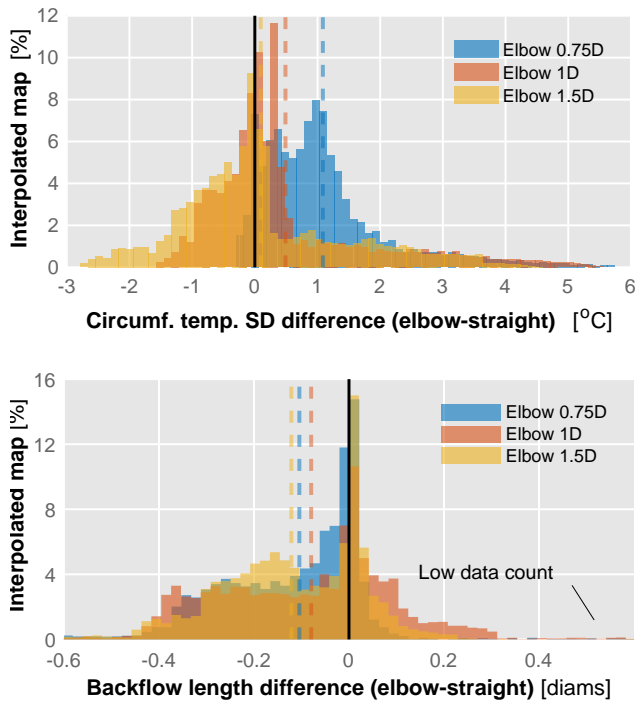 12
10
8
6
4
2
0
Interpolated map [%]
Elbow 0.75D
Elbow 1D
Elbow 1.5D
-3 -2 -1 0 1 2 3 4 5 6
Circumf. temp. SD difference (elbow-straight) [°C]
16
12
8
4
0
Interpolated map [%]
Elbow 0.75D
Elbow 1D
Elbow 1.5D
Low data count
-0.6 -0.4 -0.2 0 0.2 0.4
Backflow length difference (elbow-straight) [diams]